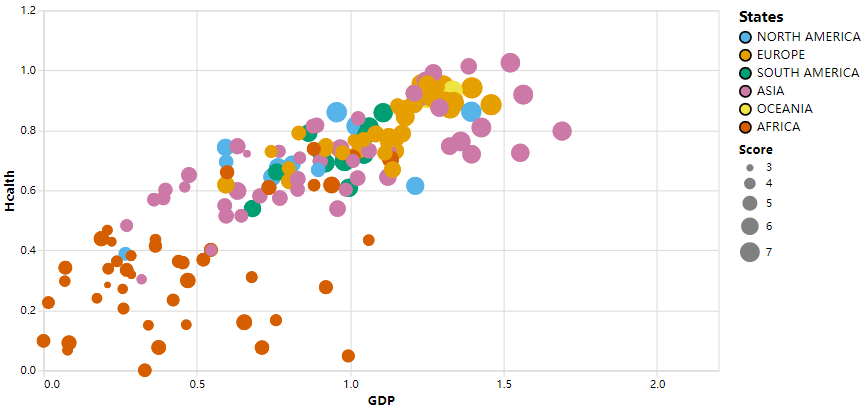 1.2
1.0
0.8
0.6
0.4
0.2
0.0
Health
0.0 0.5 1.0 1.5 2.0
GDP
States
NORTH AMERICA
EUROPE
SOUTH AMERICA
ASIA
OCEANIA
AFRICA
Score
3
4
5
6
7